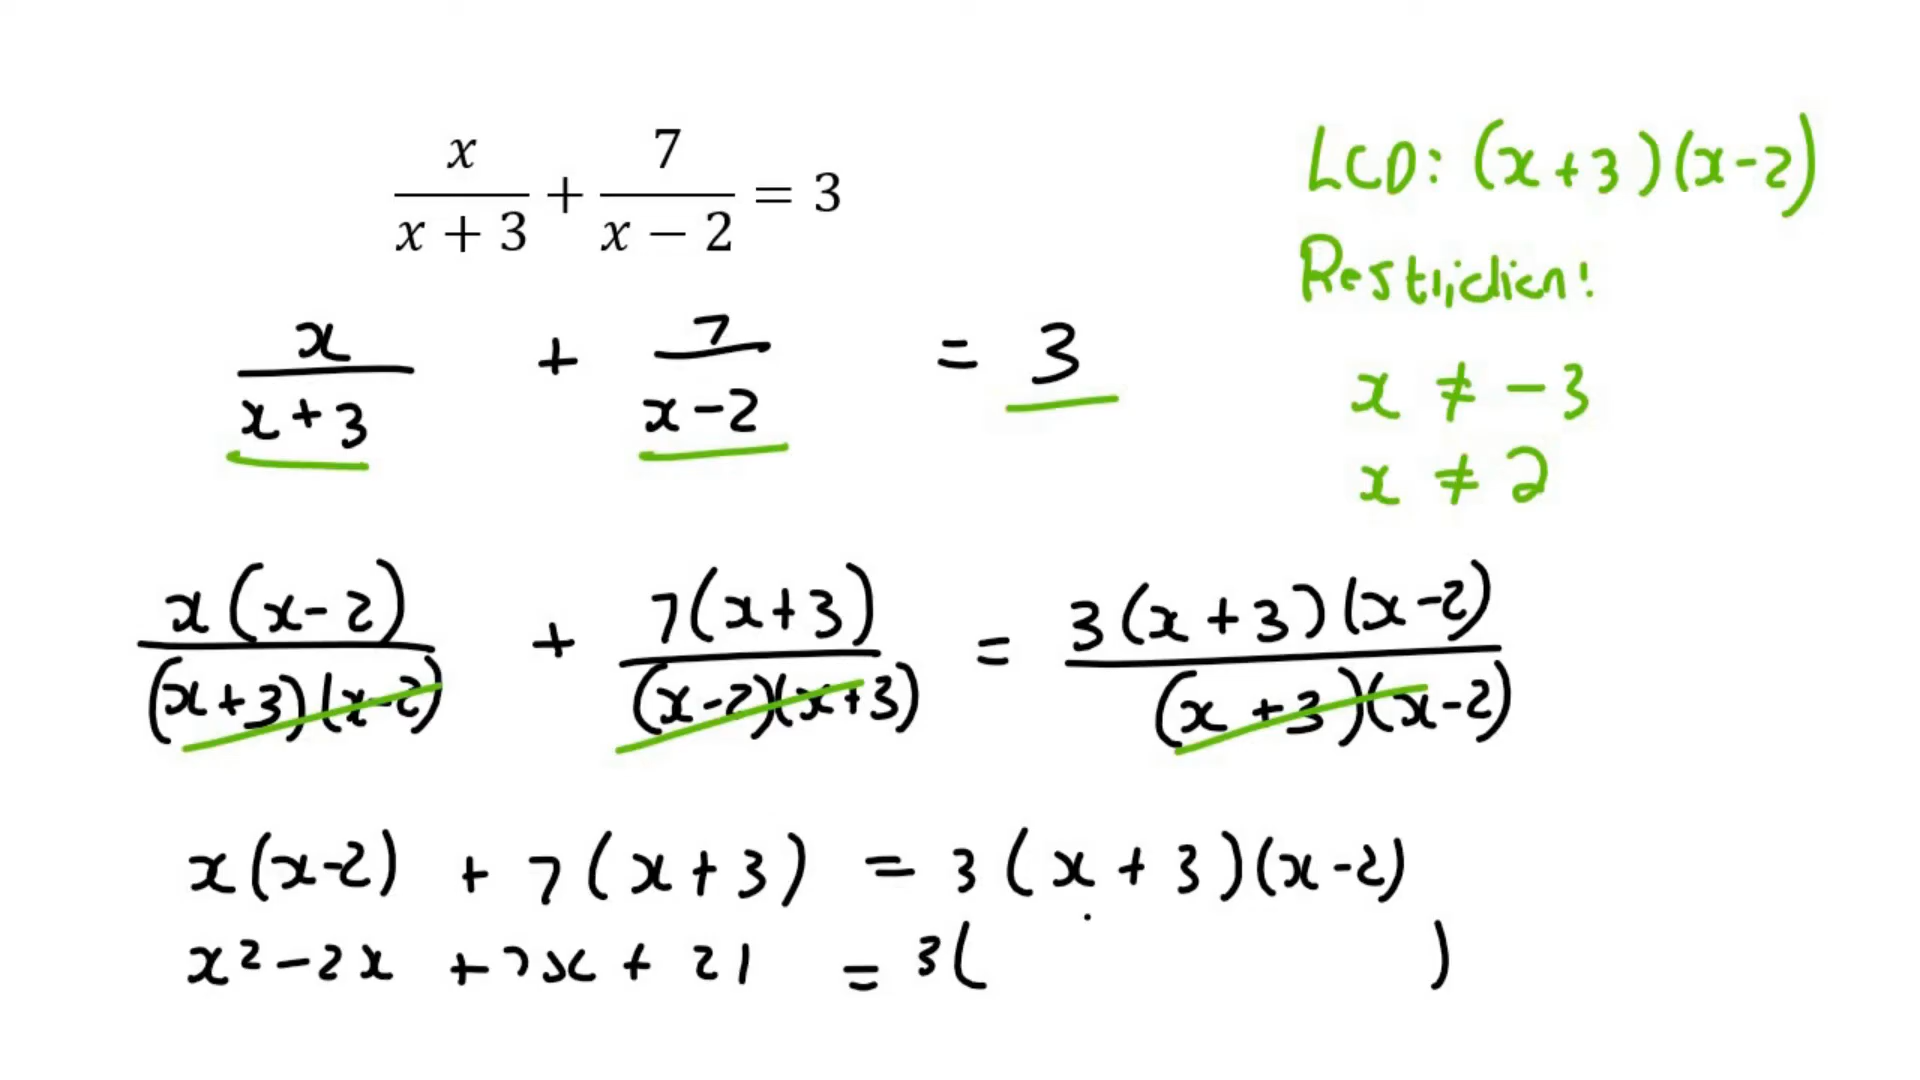 x/(x + 3) + 7/(x − 2) = 3
LCD: (x+3)(x-2)
Restriction:
x ≠ -3
x ≠ 2
x/(x+3) + 7/(x-2) = 3
x(x-2)/((x+3)(x-2)) + 7(x+3)/((x-2)(x+3)) = 3(x+3)(x-2)/((x+3)(x-2))
x(x-2) + 7(x+3) = 3(x+3)(x-2)
x²-2x +7x + 21 = 3( )